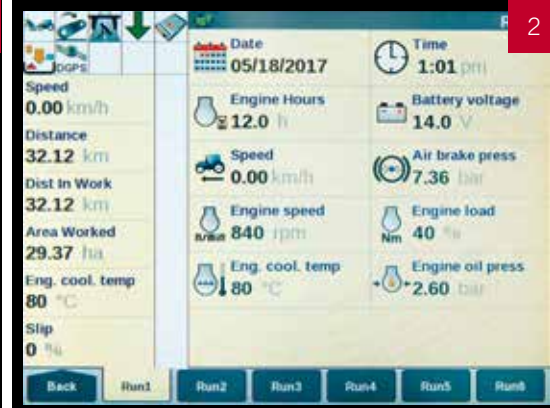 2
DGPS
Speed
0.00 km/h
Distance
32.12 km
Dist In Work
32.12 km
Area Worked
29.37 ha
Eng. cool. temp
80 °C
Slip
0 %
Date
05/18/2017
Time
1:01 pm
Engine Hours
12.0 h
Battery voltage
14.0 V
Speed
0.00 km/h
Air brake press
7.36 bar
Engine speed
n/min 840 rpm
Engine load
Nm 40 %
Eng. cool. temp
80 °C
Engine oil press
2.60 bar
Back Run1 Run2 Run3 Run4 Run5 Run6